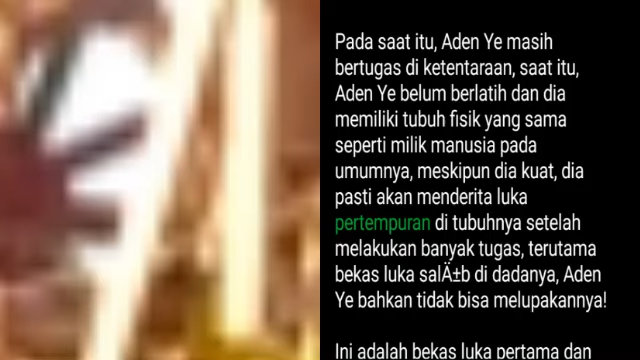 Pada saat itu, Aden Ye masih
bertugas di ketentaraan, saat itu,
Aden Ye belum berlatih dan dia
memiliki tubuh fisik yang sama
seperti milik manusia pada
umumnya, meskipun dia kuat, dia
pasti akan menderita luka
pertempuran di tubuhnya setelah
melakukan banyak tugas, terutama
bekas luka salÄ±b di dadanya, Aden
Ye bahkan tidak bisa melupakannya!
Ini adalah bekas luka pertama dan